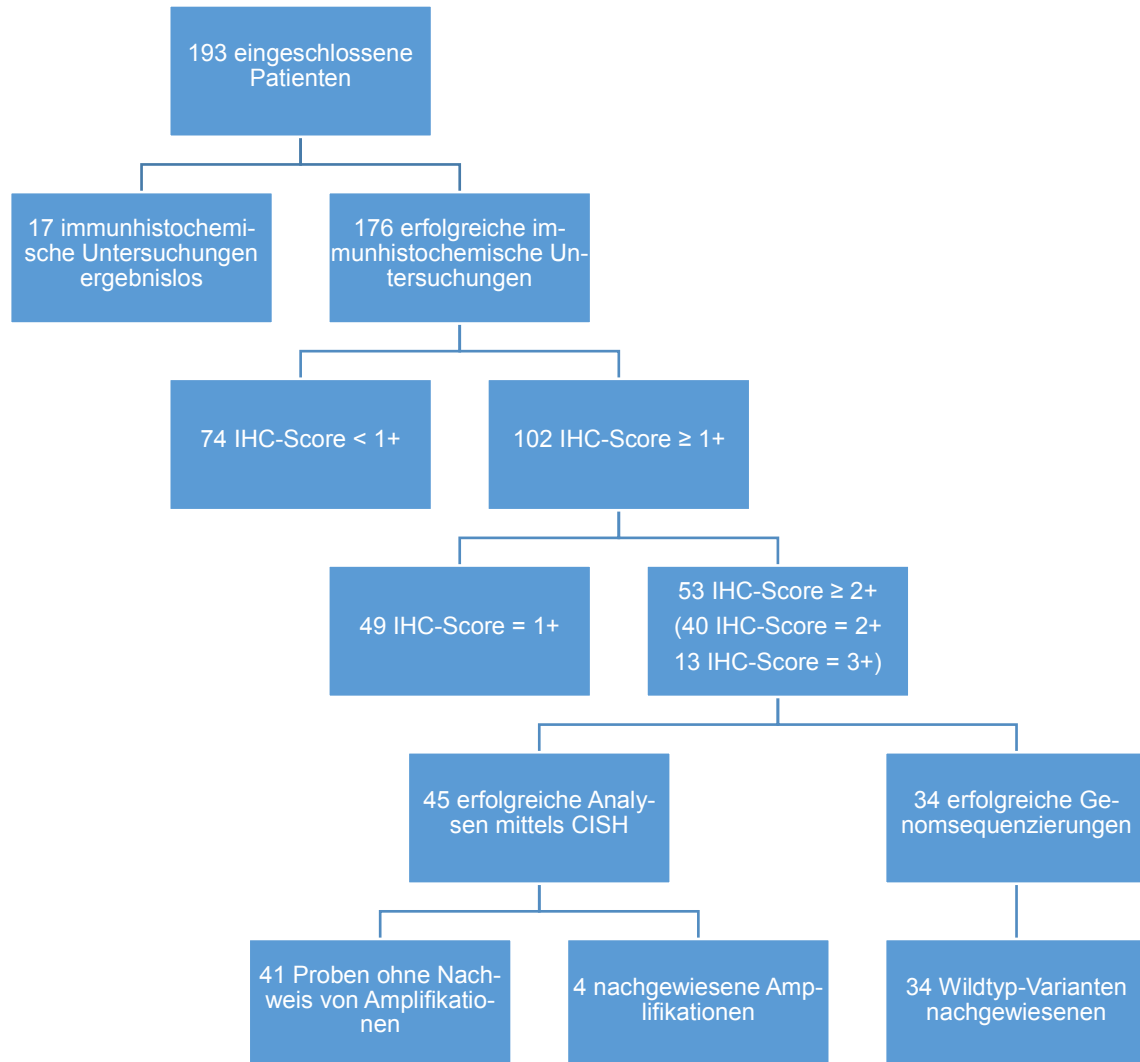 193 eingeschlossene
Patienten
17 immunhistochemi-
sche Untersuchungen
ergebnislos
176 erfolgreiche im-
munhistochemische Un-
tersuchungen
74 IHC-Score < 1+
102 IHC-Score ≥ 1+
49 IHC-Score = 1+
53 IHC-Score ≥ 2+
(40 IHC-Score = 2+
13 IHC-Score = 3+)
45 erfolgreiche Analy-
sen mittels CISH
34 erfolgreiche Ge-
nomsequenzierungen
41 Proben ohne Nach-
weis von Amplifikatio-
nen
4 nachgewiesene Amp-
lifikationen
34 Wildtyp-Varianten
nachgewiesenen